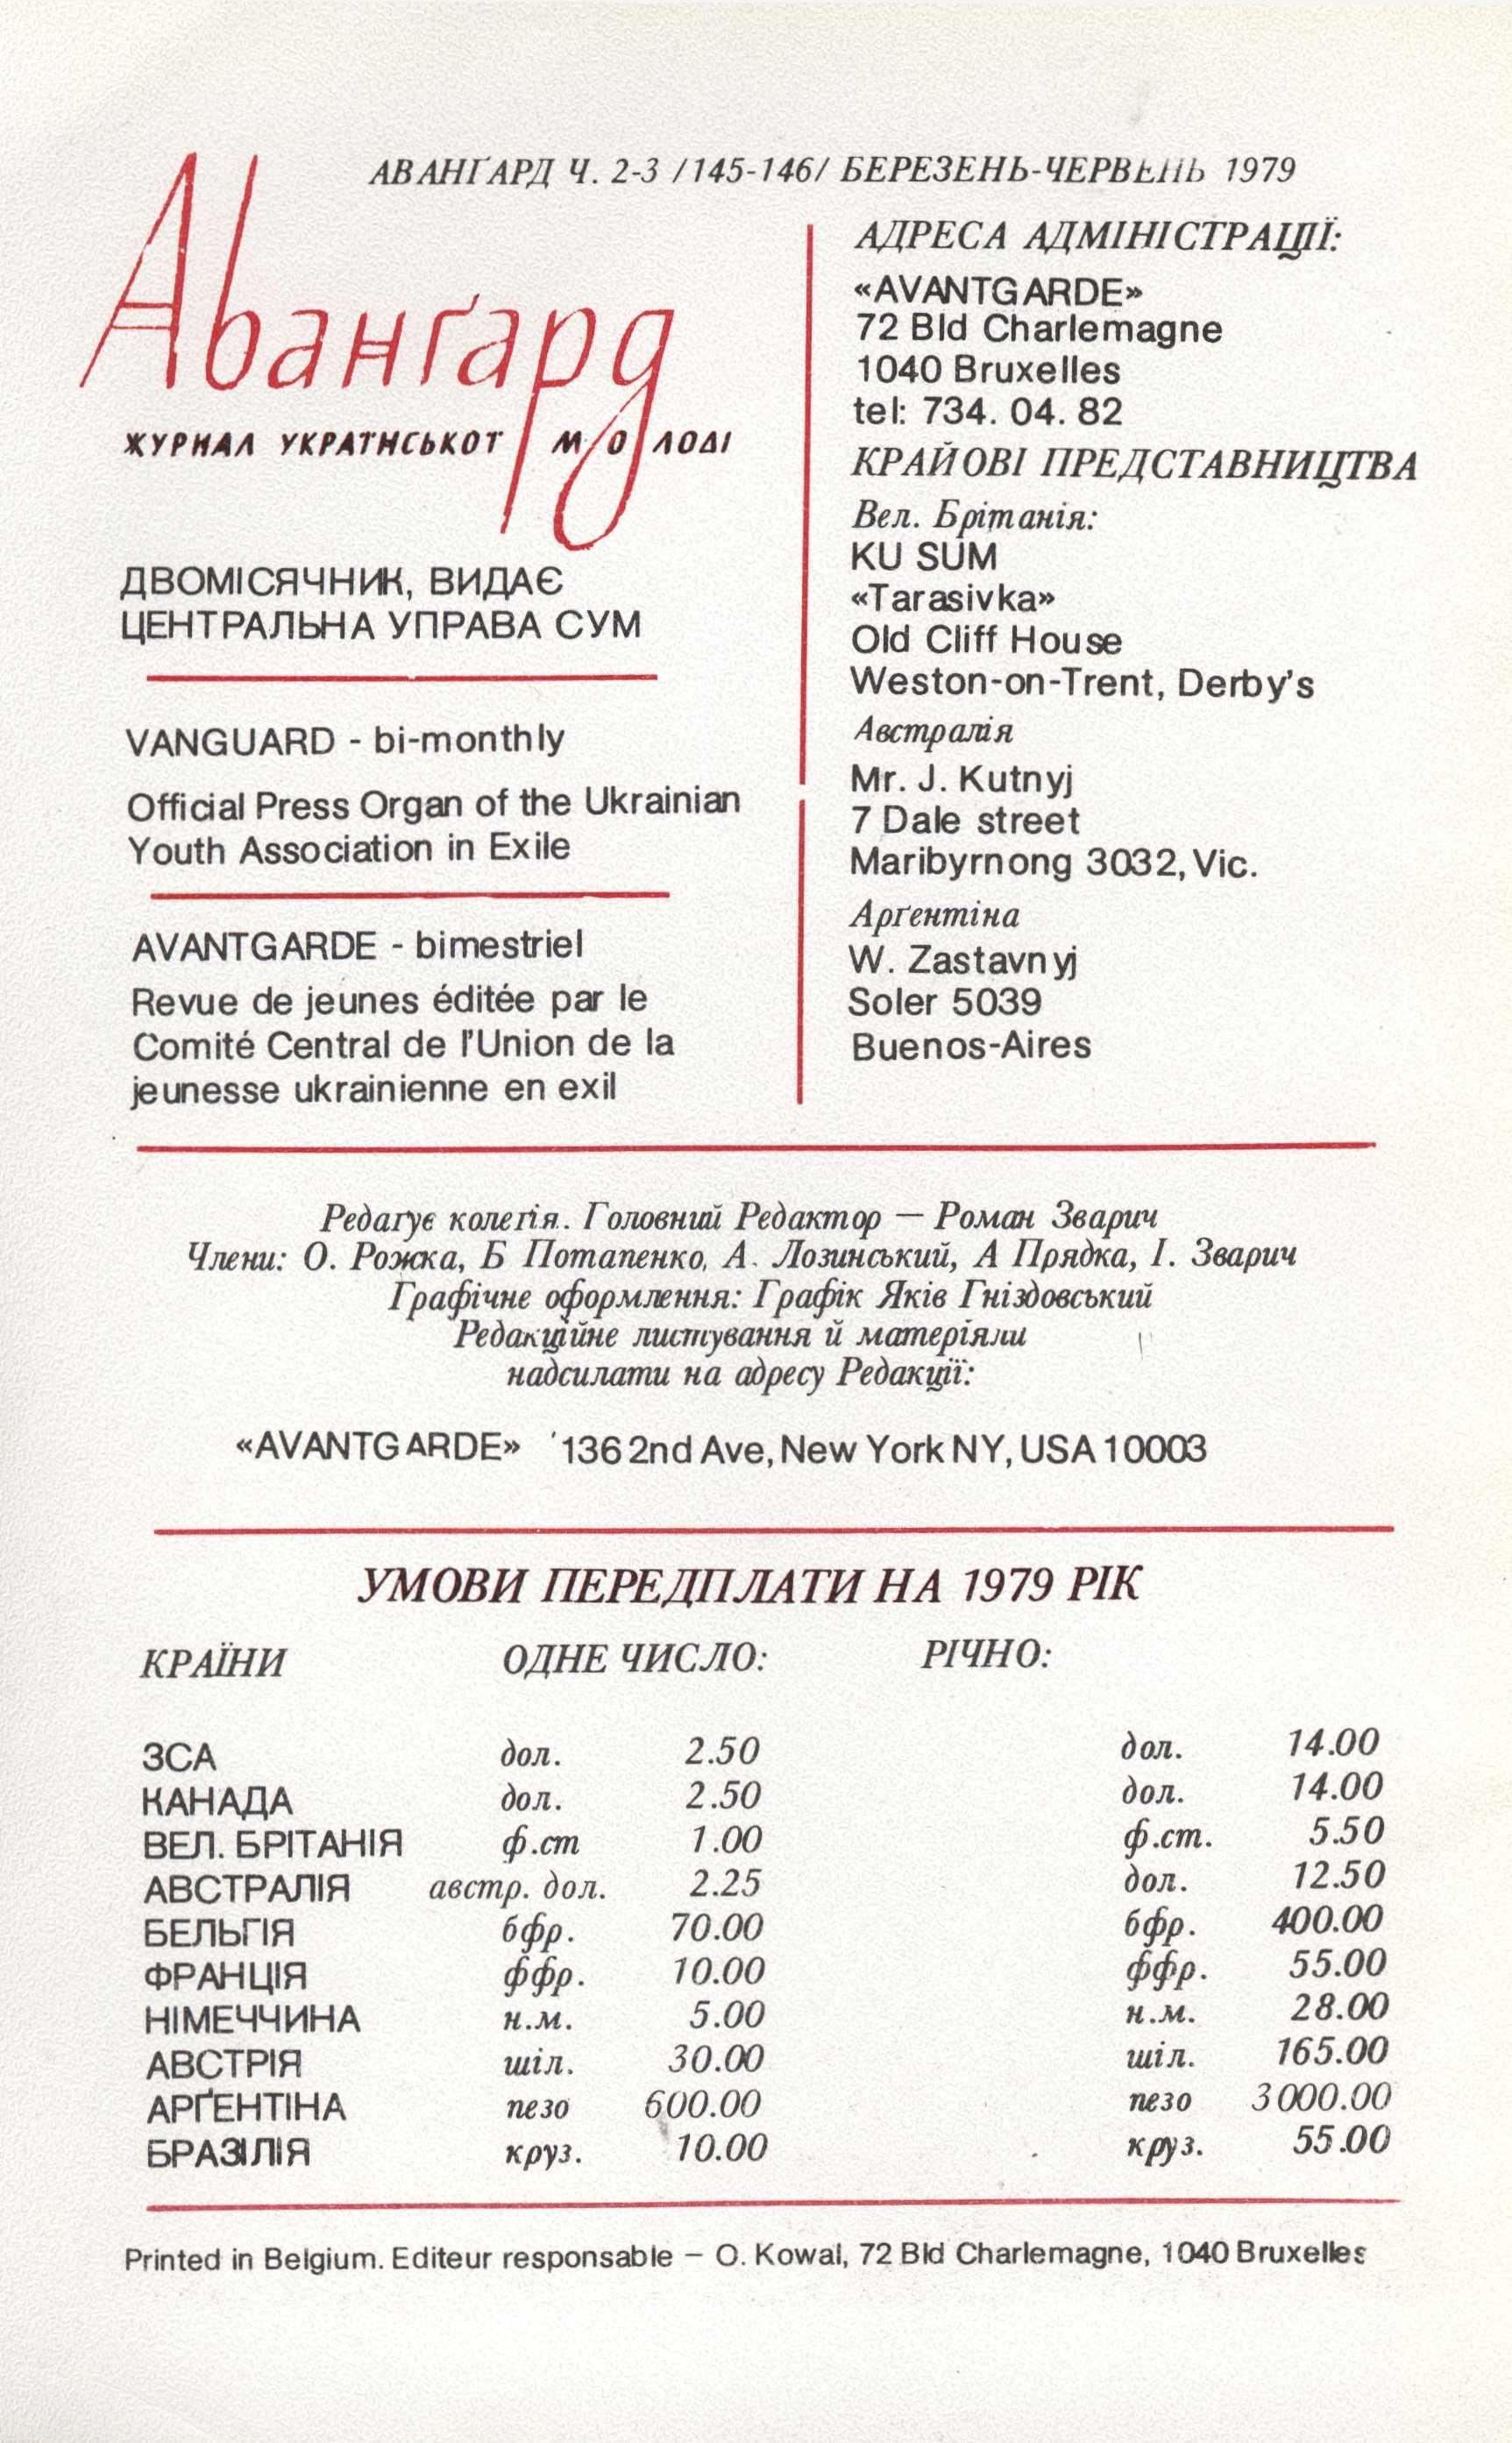 АВАНҐАРД Ч. 2-3 /145-146/ БЕРЕЗЕНЬ-ЧЕРВЕНЬ 1979
Аванґард
ЖУРНАЛ УКРАЇНСЬКОЇ МОЛОДІ
ДВОМІСЯЧНИК, ВИДАЄ
ЦЕНТРАЛЬНА УПРАВА СУМ
VANGUARD - bi-monthly
Official Press Organ of the Ukrainian
Youth Association in Exile
AVANTGARDE - bimestriel
Revue de jeunes éditée par le
Comité Central de l'Union de la
jeunesse ukrainienne en exil
АДРЕСА АДМІНІСТРАЦІЇ:
«AVANTGARDE»
72 Bld Charlemagne
1040 Bruxelles
tel: 734. 04. 82
КРАЙОВІ ПРЕДСТАВНИЦТВА
Вел. Брітанія:
KU SUM
«Tarasivka»
Old Cliff House
Weston-on-Trent, Derby's
Австралія
Mr. J. Kutnyj
7 Dale street
Maribyrnong 3032, Vic.
Арґентіна
W. Zastavnyj
Soler 5039
Buenos-Aires
Редаґує колеґія. Головний Редактор — Роман Зварич
Члени: О. Рожка, Б Потапенко, А. Лозинський, А Прядка, І. Зварич
Графічне оформлення: Графік Яків Гніздовський
Редакційне листування й матеріяли
надсилати на адресу Редакції:
«AVANTGARDE» 136 2nd Ave, New York NY, USA 10003
УМОВИ ПЕРЕДПЛАТИ НА 1979 РІК
КРАЇНИ ОДНЕ ЧИСЛО: РІЧНО:
ЗСА дол. 2.50 дол. 14.00
КАНАДА дол. 2.50 дол. 14.00
ВЕЛ. БРІТАНІЯ ф.ст 1.00 ф.ст. 5.50
АВСТРАЛІЯ австр. дол. 2.25 дол. 12.50
БЕЛЬГІЯ бфр. 70.00 бфр. 400.00
ФРАНЦІЯ ффр. 10.00 ффр. 55.00
НІМЕЧЧИНА н.м. 5.00 н.м. 28.00
АВСТРІЯ шіл. 30.00 шіл. 165.00
АРҐЕНТІНА пезо 600.00 пезо 3000.00
БРАЗІЛІЯ круз. 10.00 круз. 55.00
Printed in Belgium. Editeur responsable – O. Kowal, 72 Bld Charlemagne, 1040 Bruxelles